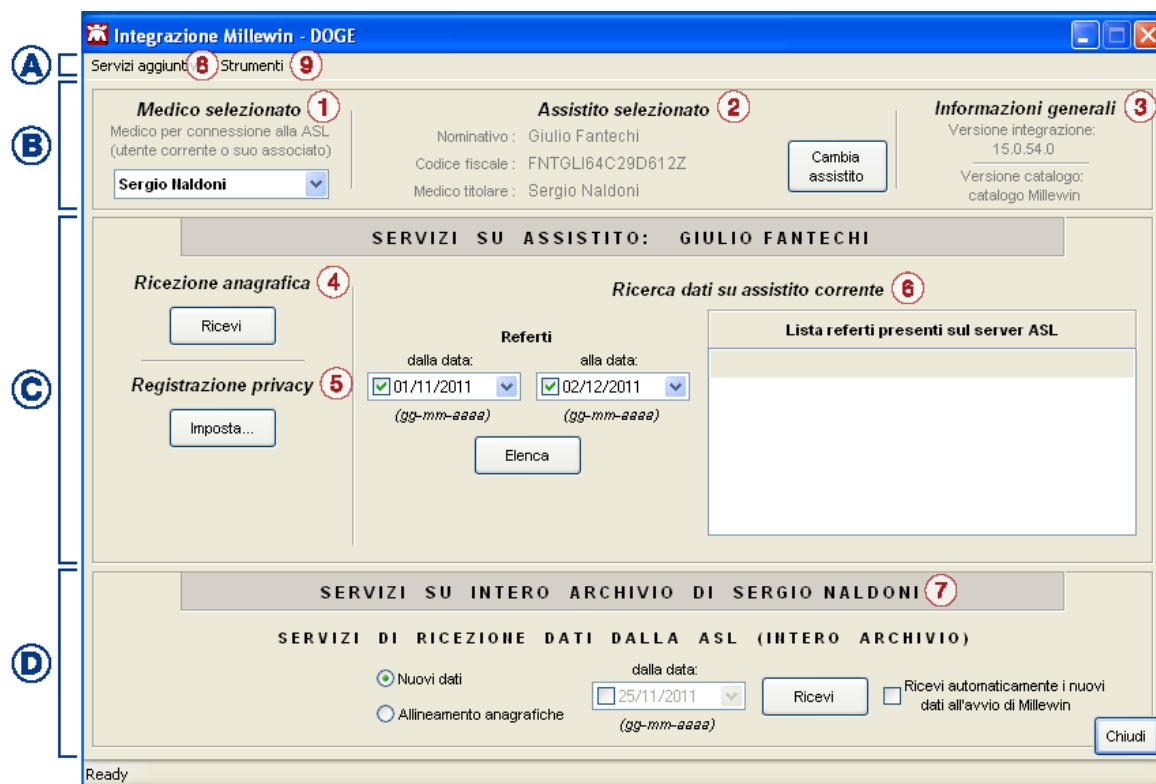 Integrazione Millewin - DOGE
A
Servizi aggiunt 8 Strumenti 9
B
Medico selezionato 1
Medico per connessione alla ASL
(utente corrente o suo associato)
Sergio Naldoni
Assistito selezionato 2
Nominativo : Giulio Fantechi
Codice fiscale : FNTGLI64C29D612Z
Medico titolare : Sergio Naldoni
Cambia
assistito
Informazioni generali 3
Versione integrazione:
15.0.54.0
Versione catalogo:
catalogo Millewin
C
SERVIZI SU ASSISTITO: GIULIO FANTECHI
Ricezione anagrafica 4
Ricevi
Registrazione privacy 5
Imposta...
Ricerca dati su assistito corrente 6
Referti
dalla data: alla data:
01/11/2011 02/12/2011
(gg-mm-aaaa) (gg-mm-aaaa)
Elenca
Lista referti presenti sul server ASL
D
SERVIZI SU INTERO ARCHIVIO DI SERGIO NALDONI 7
SERVIZI DI RICEZIONE DATI DALLA ASL (INTERO ARCHIVIO)
Nuovi dati
Allineamento anagrafiche
dalla data:
25/11/2011
(gg-mm-aaaa)
Ricevi
Ricevi automaticamente i nuovi
dati all'avvio di Millewin
Chiudi
Ready